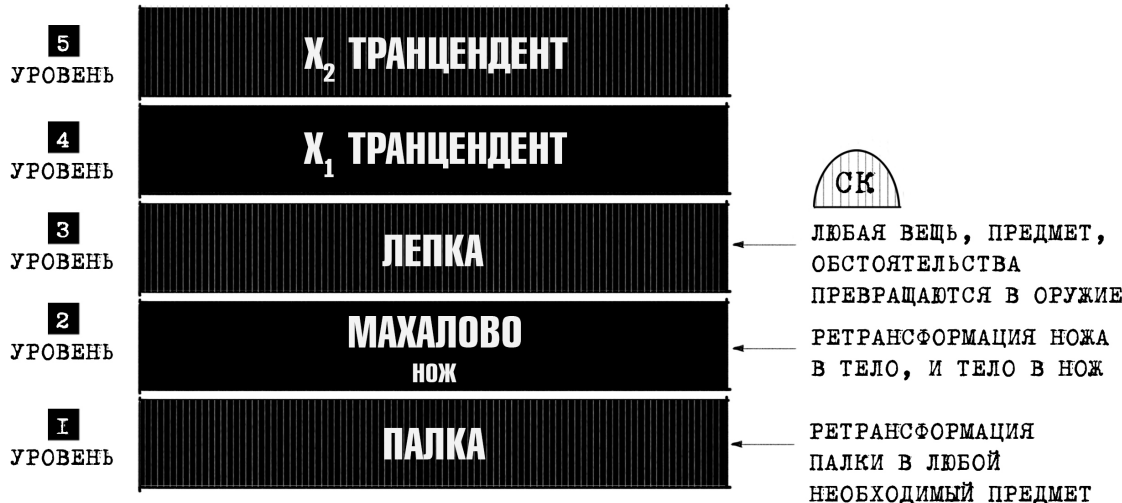 5
УРОВЕНЬ
X₂ ТРАНЦЕНДЕНТ
4
УРОВЕНЬ
X₁ ТРАНЦЕНДЕНТ
СК
3
УРОВЕНЬ
ЛЕПКА
ЛЮБАЯ ВЕЩЬ, ПРЕДМЕТ,
ОБСТОЯТЕЛЬСТВА
ПРЕВРАЩАЮТСЯ В ОРУЖИЕ
2
УРОВЕНЬ
МАХАЛОВО
НОЖ
РЕТРАНСФОРМАЦИЯ НОЖА
В ТЕЛО, И ТЕЛО В НОЖ
I
УРОВЕНЬ
ПАЛКА
РЕТРАНСФОРМАЦИЯ
ПАЛКИ В ЛЮБОЙ
НЕОБХОДИМЫЙ ПРЕДМЕТ